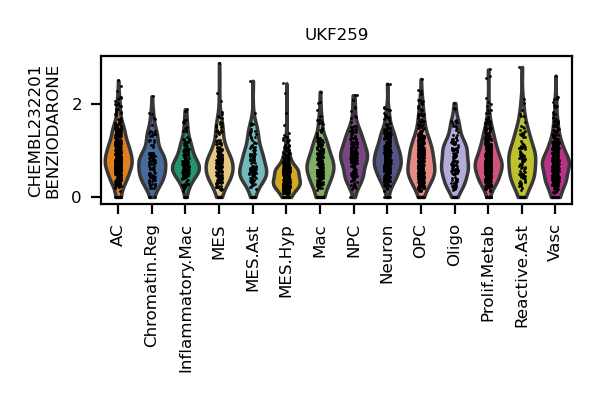 UKF259
CHEMBL232201
BENZIODARONE
2
0
AC
Chromatin.Reg
Inflammatory.Mac
MES
MES.Ast
MES.Hyp
Mac
NPC
Neuron
OPC
Oligo
Prolif.Metab
Reactive.Ast
Vasc